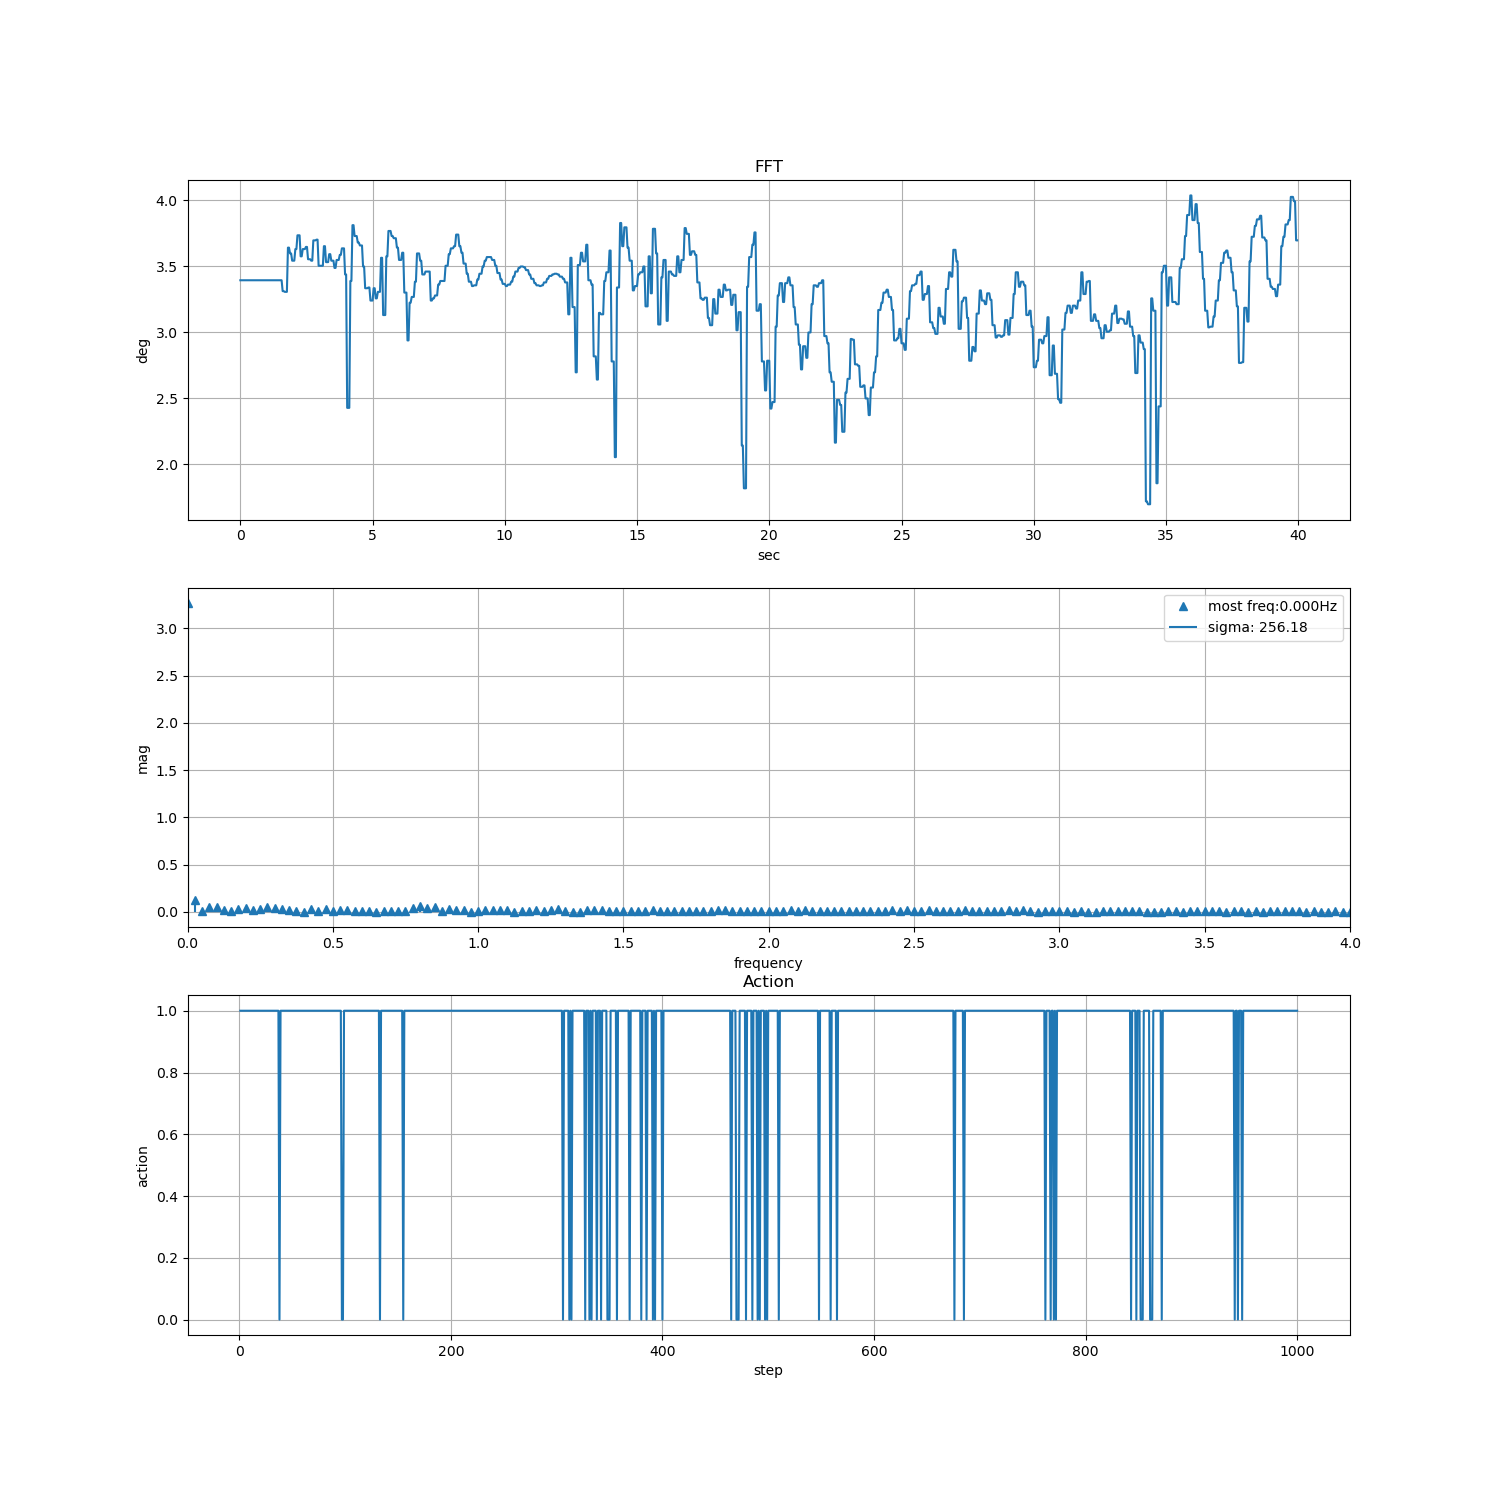 FFT
4.0
3.5
3.0
2.5
2.0
deg
0 5 10 15 20 25 30 35 40
sec
most freq:0.000Hz
sigma: 256.18
3.0
2.5
2.0
1.5
1.0
0.5
0.0
mag
0.0 0.5 1.0 1.5 2.0 2.5 3.0 3.5 4.0
frequency
Action
1.0
0.8
0.6
0.4
0.2
0.0
action
0 200 400 600 800 1000
step